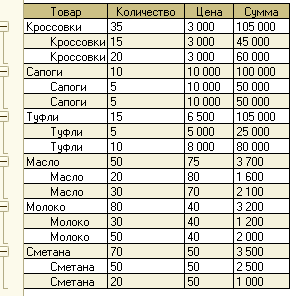 Товар Количество Цена Сумма
Кроссовки 35 3 000 105 000
Кроссовки 15 3 000 45 000
Кроссовки 20 3 000 60 000
Сапоги 10 10 000 100 000
Сапоги 5 10 000 50 000
Сапоги 5 10 000 50 000
Туфли 15 6 500 105 000
Туфли 5 5 000 25 000
Туфли 10 8 000 80 000
Масло 50 75 3 700
Масло 20 80 1 600
Масло 30 70 2 100
Молоко 80 40 3 200
Молоко 30 40 1 200
Молоко 50 40 2 000
Сметана 70 50 3 500
Сметана 50 50 2 500
Сметана 20 50 1 000